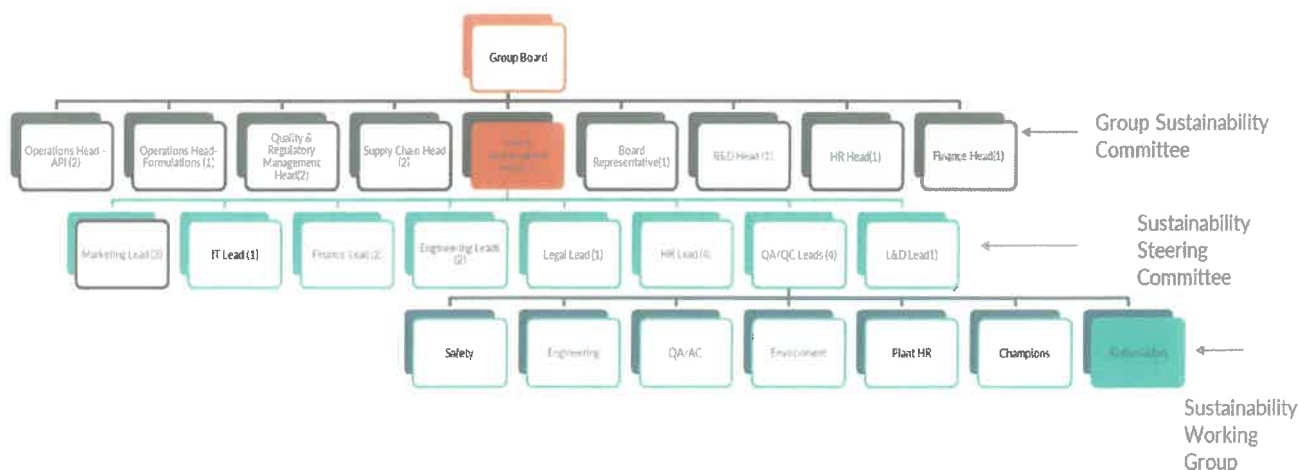 Group Board
Operations Head -
API (2)
Operations Head-
Formulations (1)
Quality &
Regulatory
Management
Head(2)
Supply Chain Head
(2)
Board
Representative(1)
R&D Head (1)
HR Head(1)
Finance Head(1)
Group Sustainability
Committee
Marketing Lead (3)
IT Lead (1)
Finance Lead (2)
Engineering Leads
(2)
Legal Lead (1)
HR Lead (4)
QA/QC Leads (4)
L&D Lead1)
Sustainability
Steering
Committee
Safety
Engineering
QA/AC
Environment
Plant HR
Champions
Sustainability
Working
Group